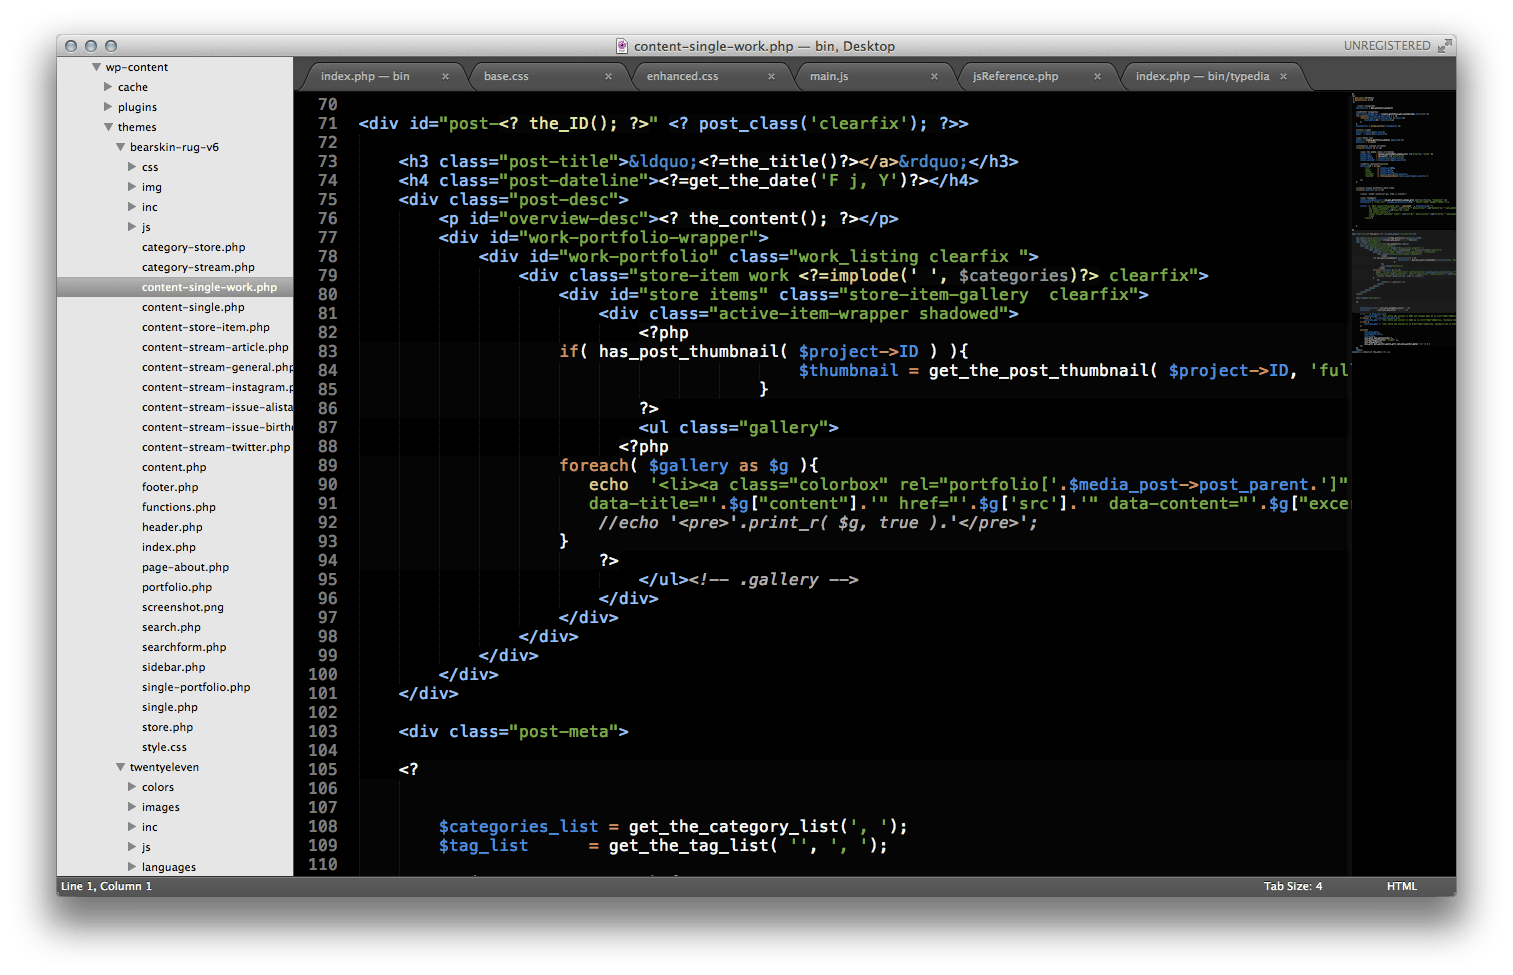 content-single-work.php — bin, Desktop
UNREGISTERED
wp-content
cache
plugins
themes
bearskin-rug-v6
css
img
inc
js
category-store.php
category-stream.php
content-single-work.php
content-single.php
content-store-item.php
content-stream-article.php
content-stream-general.php
content-stream-instagram.p
content-stream-issue-alista
content-stream-issue-birth
content-stream-twitter.php
content.php
footer.php
functions.php
header.php
index.php
page-about.php
portfolio.php
screenshot.png
search.php
searchform.php
sidebar.php
single-portfolio.php
single.php
store.php
style.css
twentyeleven
colors
images
inc
js
languages
index.php — bin × base.css × enhanced.css × main.js × jsReference.php × index.php — bin/typedia ×
70
71 <div id="post-<? the_ID(); ?>" <? post_class('clearfix'); ?>>
72
73 <h3 class="post-title">&ldquo;<?=the_title()?></a>&rdquo;</h3>
74 <h4 class="post-dateline"><?=get_the_date('F j, Y')?></h4>
75 <div class="post-desc">
76 <p id="overview-desc"><? the_content(); ?></p>
77 <div id="work-portfolio-wrapper">
78 <div id="work-portfolio" class="work_listing clearfix ">
79 <div class="store-item work <?=implode(' ', $categories)?> clearfix">
80 <div id="store items" class="store-item-gallery  clearfix">
81 <div class="active-item-wrapper shadowed">
82 <?php
83 if( has_post_thumbnail( $project->ID ) ){
84 $thumbnail = get_the_post_thumbnail( $project->ID, 'ful
85 }
86 ?>
87 <ul class="gallery">
88 <?php
89 foreach( $gallery as $g ){
90 echo  '<li><a class="colorbox" rel="portfolio['.$media_post->post_parent.']"
91 data-title="'.$g["content"].'" href="'.$g['src'].'" data-content="'.$g["exce
92 //echo '<pre>'.print_r( $g, true ).'</pre>';
93 }
94 ?>
95 </ul><!-- .gallery -->
96 </div>
97 </div>
98 </div>
99 </div>
100 </div>
101 </div>
102
103 <div class="post-meta">
104
105 <?
106
107
108 $categories_list = get_the_category_list(', ');
109 $tag_list      = get_the_tag_list( '', ', ');
110
Line 1, Column 1
Tab Size: 4
HTML